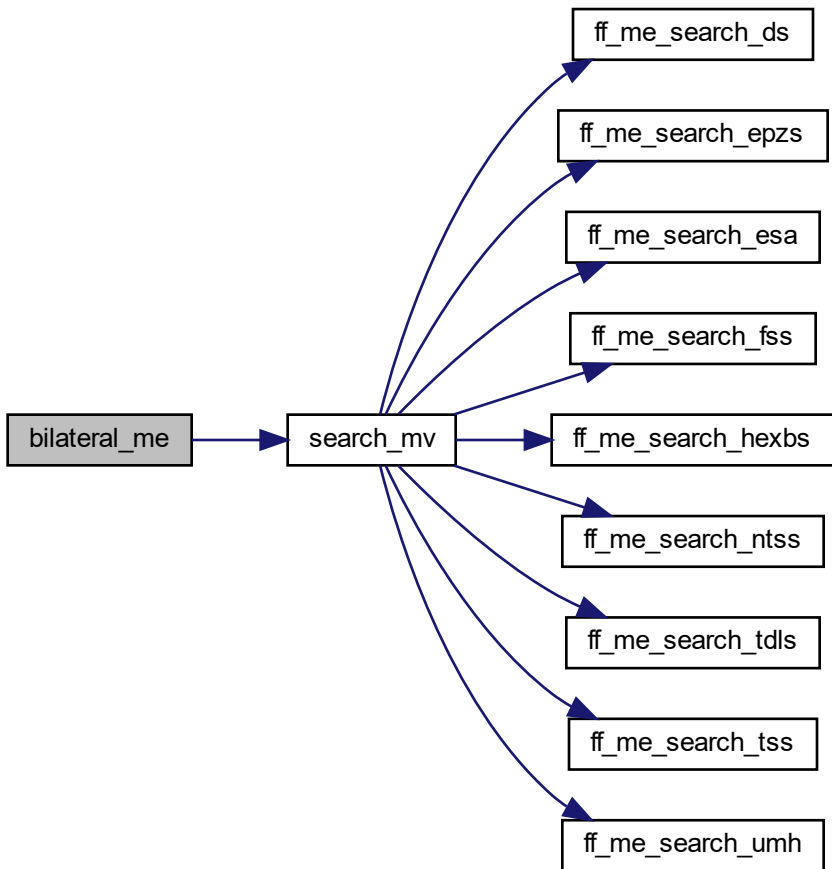 ff_me_search_ds
ff_me_search_epzs
ff_me_search_esa
ff_me_search_fss
bilateral_me
search_mv
ff_me_search_hexbs
ff_me_search_ntss
ff_me_search_tdls
ff_me_search_tss
ff_me_search_umh